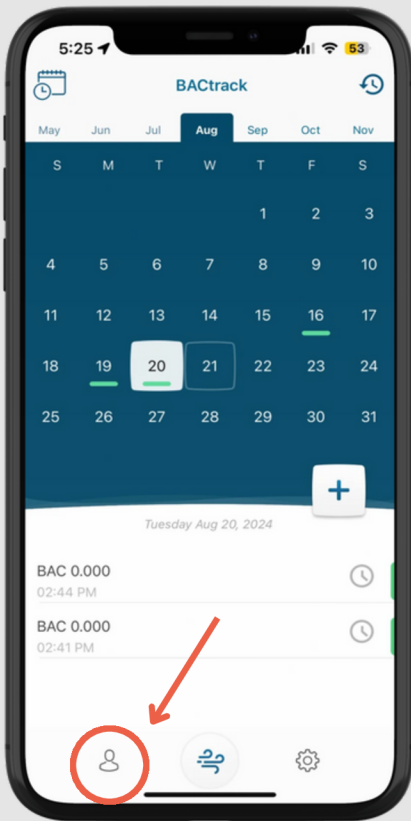 5:25 53
BACtrack
May Jun Jul Aug Sep Oct Nov
S M T W T F S
1 2 3
4 5 6 7 8 9 10
11 12 13 14 15 16 17
18 19 20 21 22 23 24
25 26 27 28 29 30 31
+
Tuesday Aug 20, 2024
BAC 0.000
02:44 PM
BAC 0.000
02:41 PM